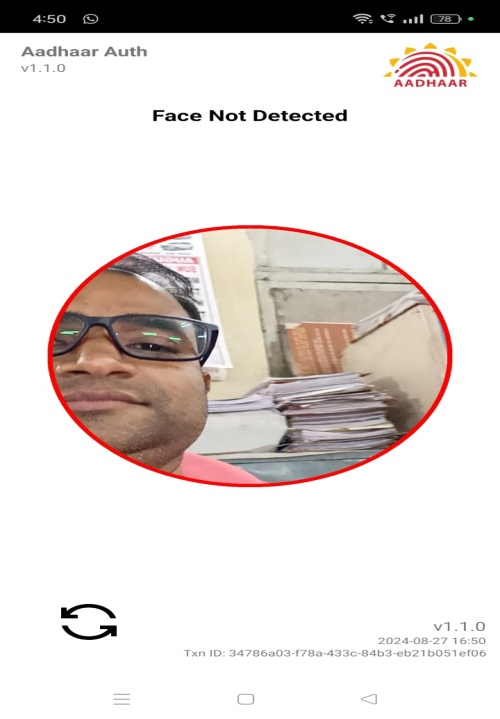 4:50
78
Aadhaar Auth
v1.1.0
AADHAAR
Face Not Detected
v1.1.0
2024-08-27 16:50
Txn ID: 34786a03-f78a-433c-84b3-eb21b051ef06